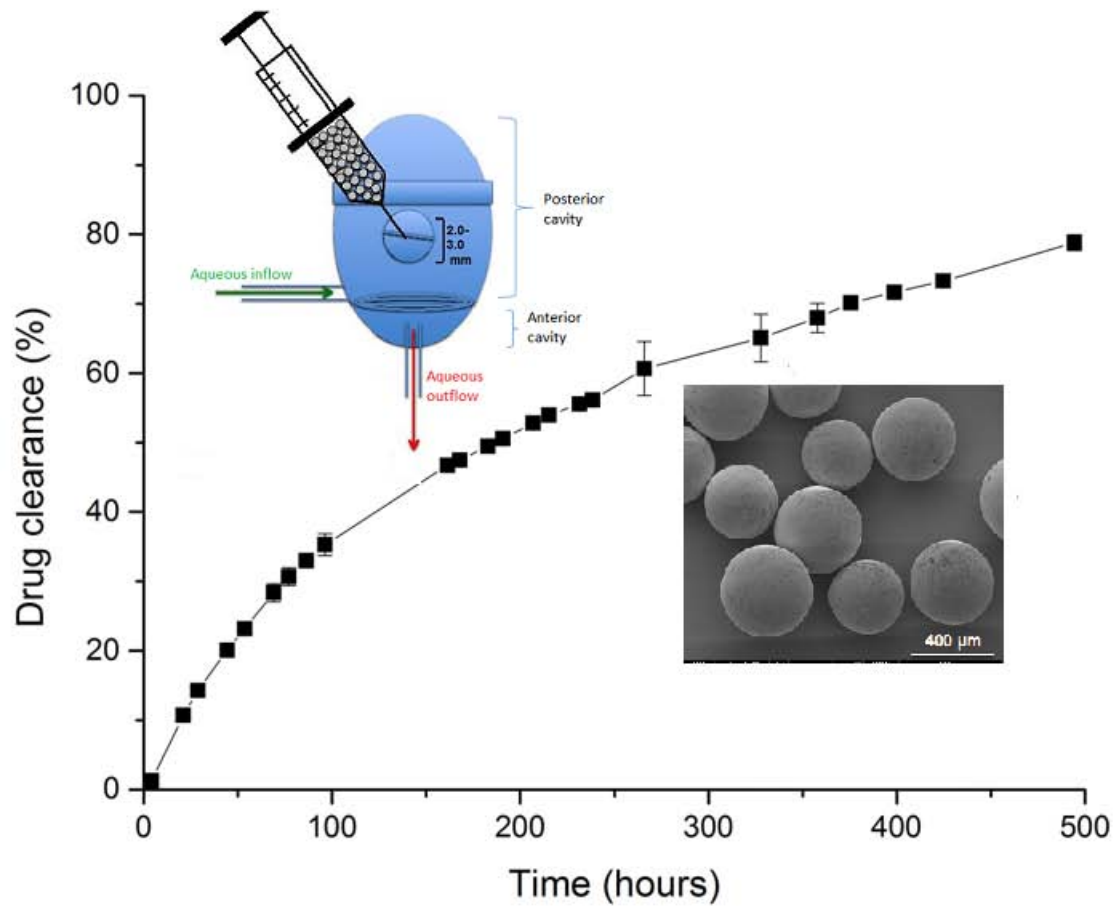 100
80
60
40
20
0
Drug clearance (%)
0
100
200
300
400
500
Time (hours)
Posterior
cavity
2.0-
3.0
mm
Aqueous inflow
Anterior
cavity
Aqueous
outflow
400 µm